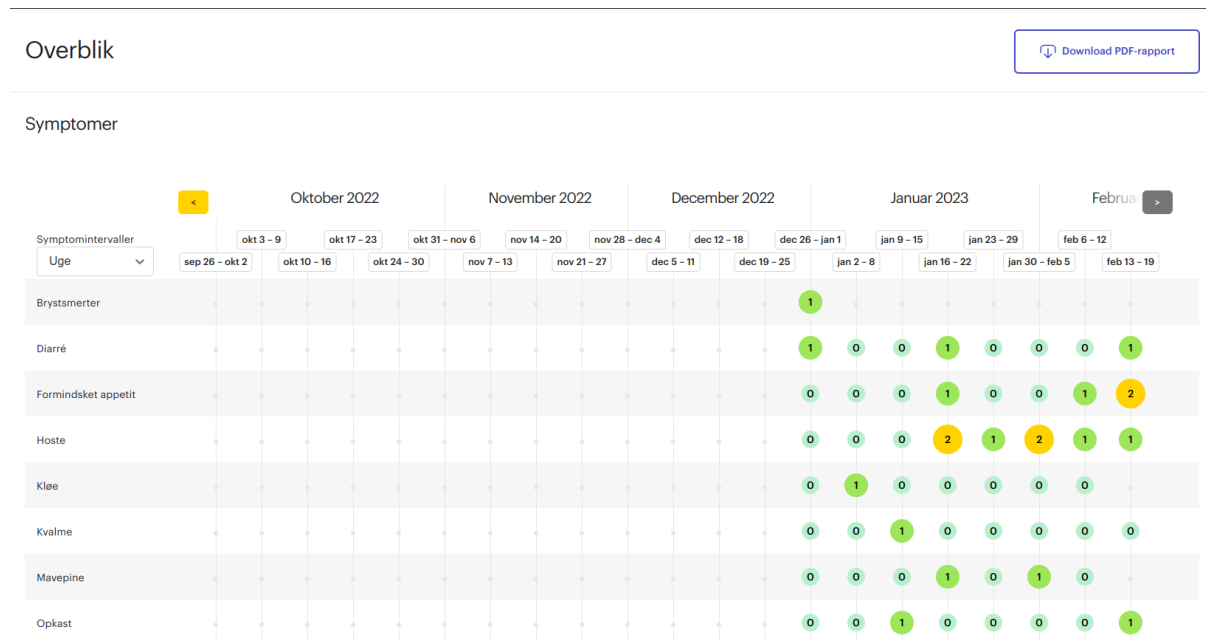 Overblik
Download PDF-rapport
Symptomer
< Oktober 2022 November 2022 December 2022 Januar 2023 Februa >
Symptomintervaller okt 3 – 9 okt 17 – 23 okt 31 – nov 6 nov 14 – 20 nov 28 – dec 4 dec 12 – 18 dec 26 – jan 1 jan 9 – 15 jan 23 – 29 feb 6 – 12
Uge sep 26 – okt 2 okt 10 – 16 okt 24 – 30 nov 7 – 13 nov 21 – 27 dec 5 – 11 dec 19 – 25 jan 2 – 8 jan 16 – 22 jan 30 – feb 5 feb 13 – 19
Brystsmerter 1
Diarré 1 0 0 1 0 0 0 1
Formindsket appetit 0 0 0 1 0 0 1 2
Hoste 0 0 0 2 1 2 1 1
Kløe 0 1 0 0 0 0 0
Kvalme 0 0 1 0 0 0 0 0
Mavepine 0 0 0 1 0 1 0
Opkast 0 0 1 0 0 0 0 1